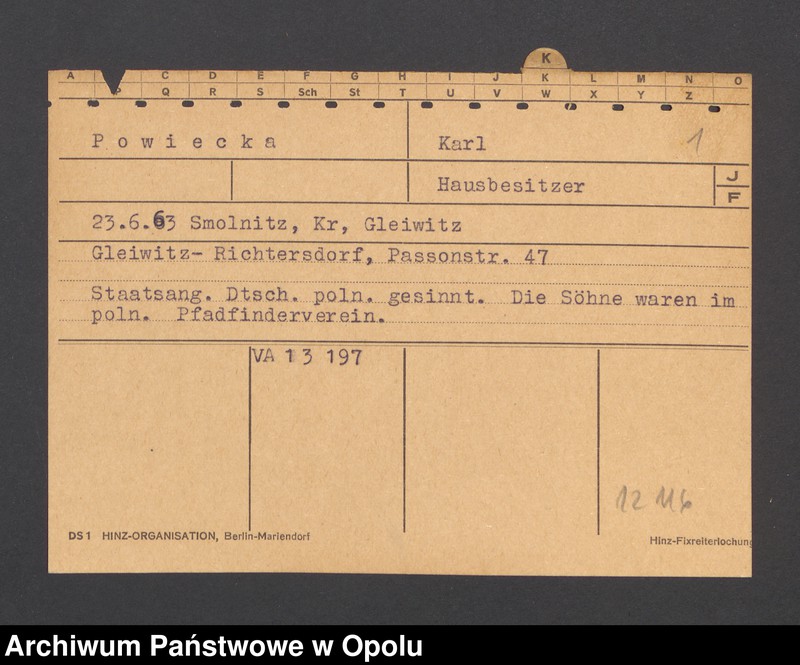 K
A C D E F G H I J K L M N O
P Q R S Sch St T U V W X Y Z
Powiecka Karl 1
Hausbesitzer J
F
23.6.63 Smolnitz, Kr, Gleiwitz
Gleiwitz- Richtersdorf, Passonstr. 47
Staatsang. Dtsch. poln. gesinnt. Die Söhne waren im
poln. Pfadfinderverein.
VA 13 197
12 116
DS1 HINZ-ORGANISATION, Berlin-Mariendorf Hinz-Fixreiterlochung
Archiwum Państwowe w Opolu